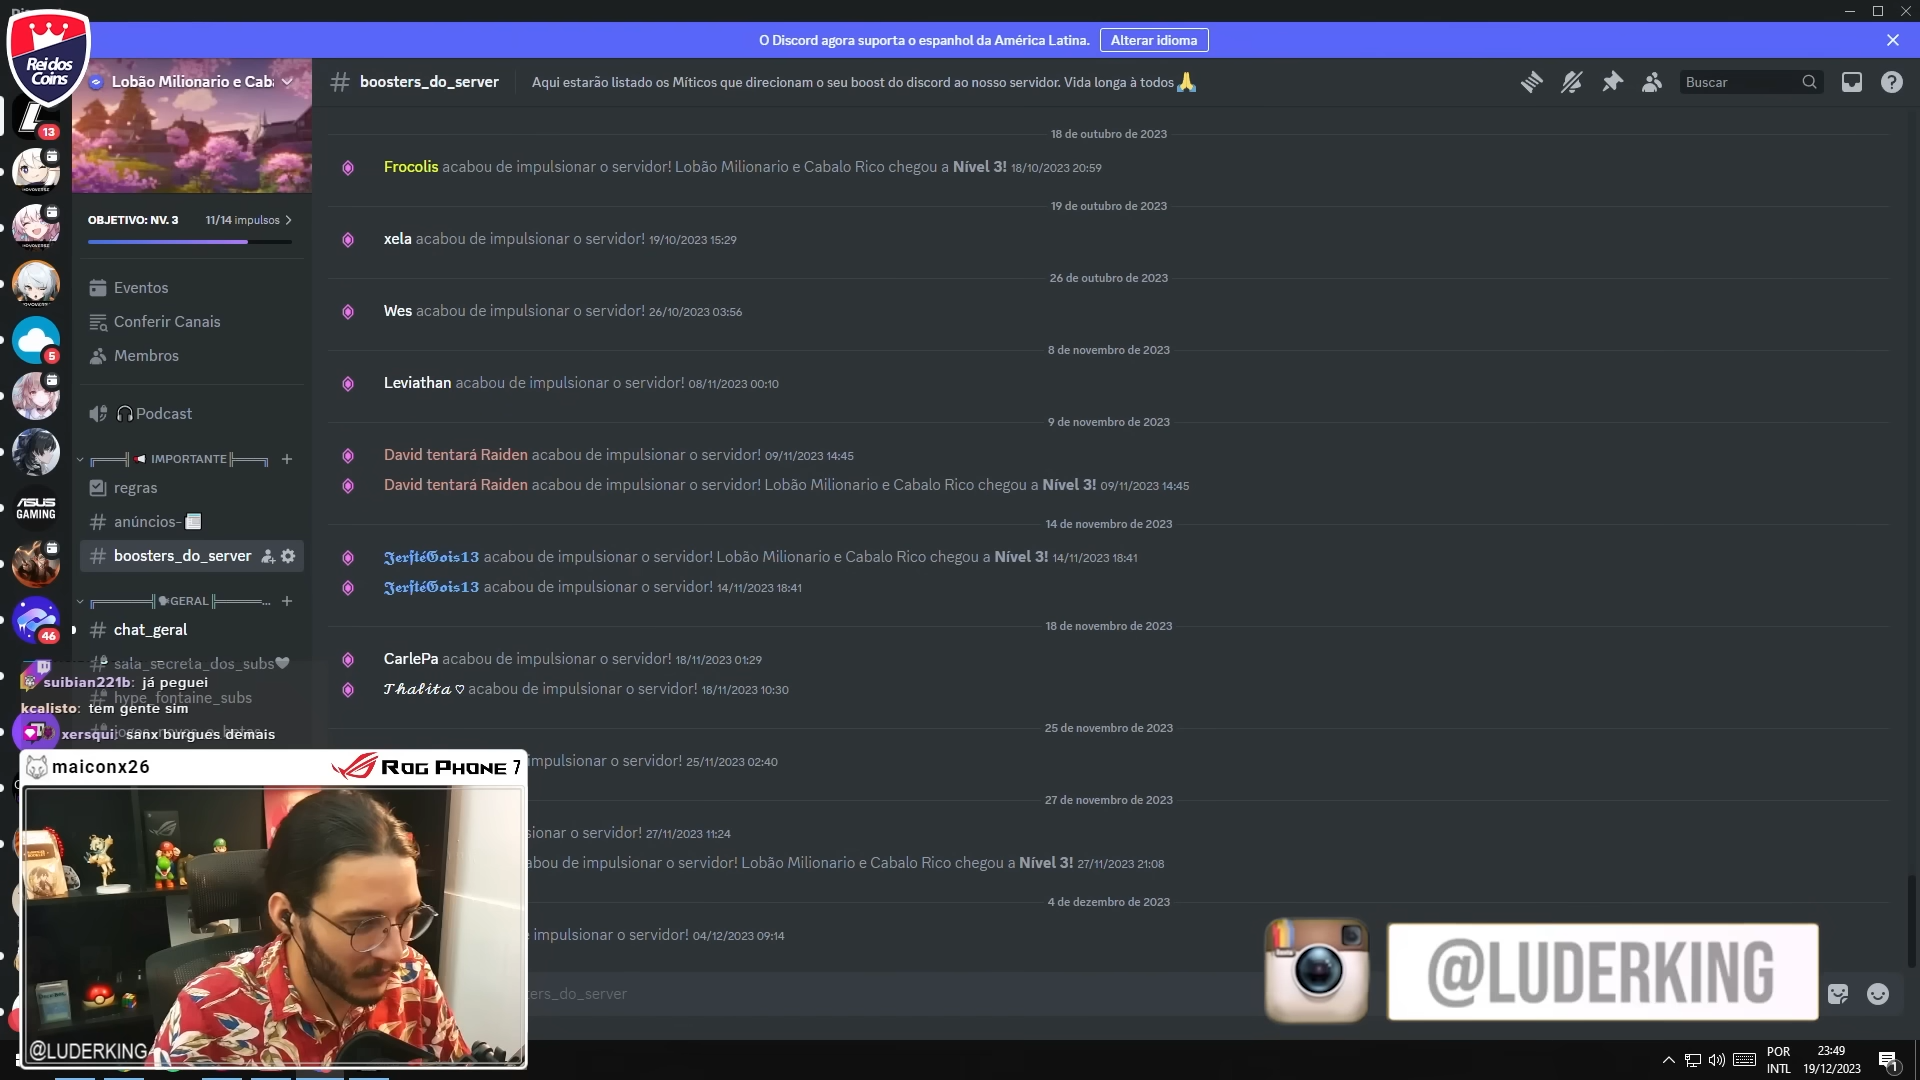 Rei dos
Coins
O Discord agora suporta o espanhol da América Latina.
Alterar idioma
Lobão Milionario e Cab
boosters_do_server
Aqui estarão listado os Míticos que direcionam o seu boost do discord ao nosso servidor. Vida longa à todos 🙏
Buscar
13
OBJETIVO: NV. 3
11/14 impulsos
Eventos
Conferir Canais
Membros
5
🎧Podcast
IMPORTANTE
regras
ASUS
GAMING
anúncios-
boosters_do_server
GERAL
46
chat_geral
sala_secreta_dos_subs
hype_fontaine_subs
18 de outubro de 2023
Frocolis acabou de impulsionar o servidor! Lobão Milionario e Cabalo Rico chegou a Nível 3! 18/10/2023 20:59
19 de outubro de 2023
xela acabou de impulsionar o servidor! 19/10/2023 15:29
26 de outubro de 2023
Wes acabou de impulsionar o servidor! 26/10/2023 03:56
8 de novembro de 2023
Leviathan acabou de impulsionar o servidor! 08/11/2023 00:10
9 de novembro de 2023
David tentará Raiden acabou de impulsionar o servidor! 09/11/2023 14:45
David tentará Raiden acabou de impulsionar o servidor! Lobão Milionario e Cabalo Rico chegou a Nível 3! 09/11/2023 14:45
14 de novembro de 2023
𝕵𝖊𝖗𝖋𝖙é𝕲𝖔𝖎𝖘13 acabou de impulsionar o servidor! Lobão Milionario e Cabalo Rico chegou a Nível 3! 14/11/2023 18:41
𝕵𝖊𝖗𝖋𝖙é𝕲𝖔𝖎𝖘13 acabou de impulsionar o servidor! 14/11/2023 18:41
18 de novembro de 2023
CarlePa acabou de impulsionar o servidor! 18/11/2023 01:29
𝓣𝓱𝓪𝓵𝓲𝓽𝓪 ♡ acabou de impulsionar o servidor! 18/11/2023 10:30
25 de novembro de 2023
impulsionar o servidor! 25/11/2023 02:40
27 de novembro de 2023
sionar o servidor! 27/11/2023 11:24
abou de impulsionar o servidor! Lobão Milionario e Cabalo Rico chegou a Nível 3! 27/11/2023 21:08
4 de dezembro de 2023
impulsionar o servidor! 04/12/2023 09:14
ers_do_server
suibian221b: já peguei
kcalisto: tem gente sim
xersqui: sanx burgues demais
maiconx26
ROG PHONE 7
@LUDERKING
@LUDERKING
POR
INTL
23:49
19/12/2023
1